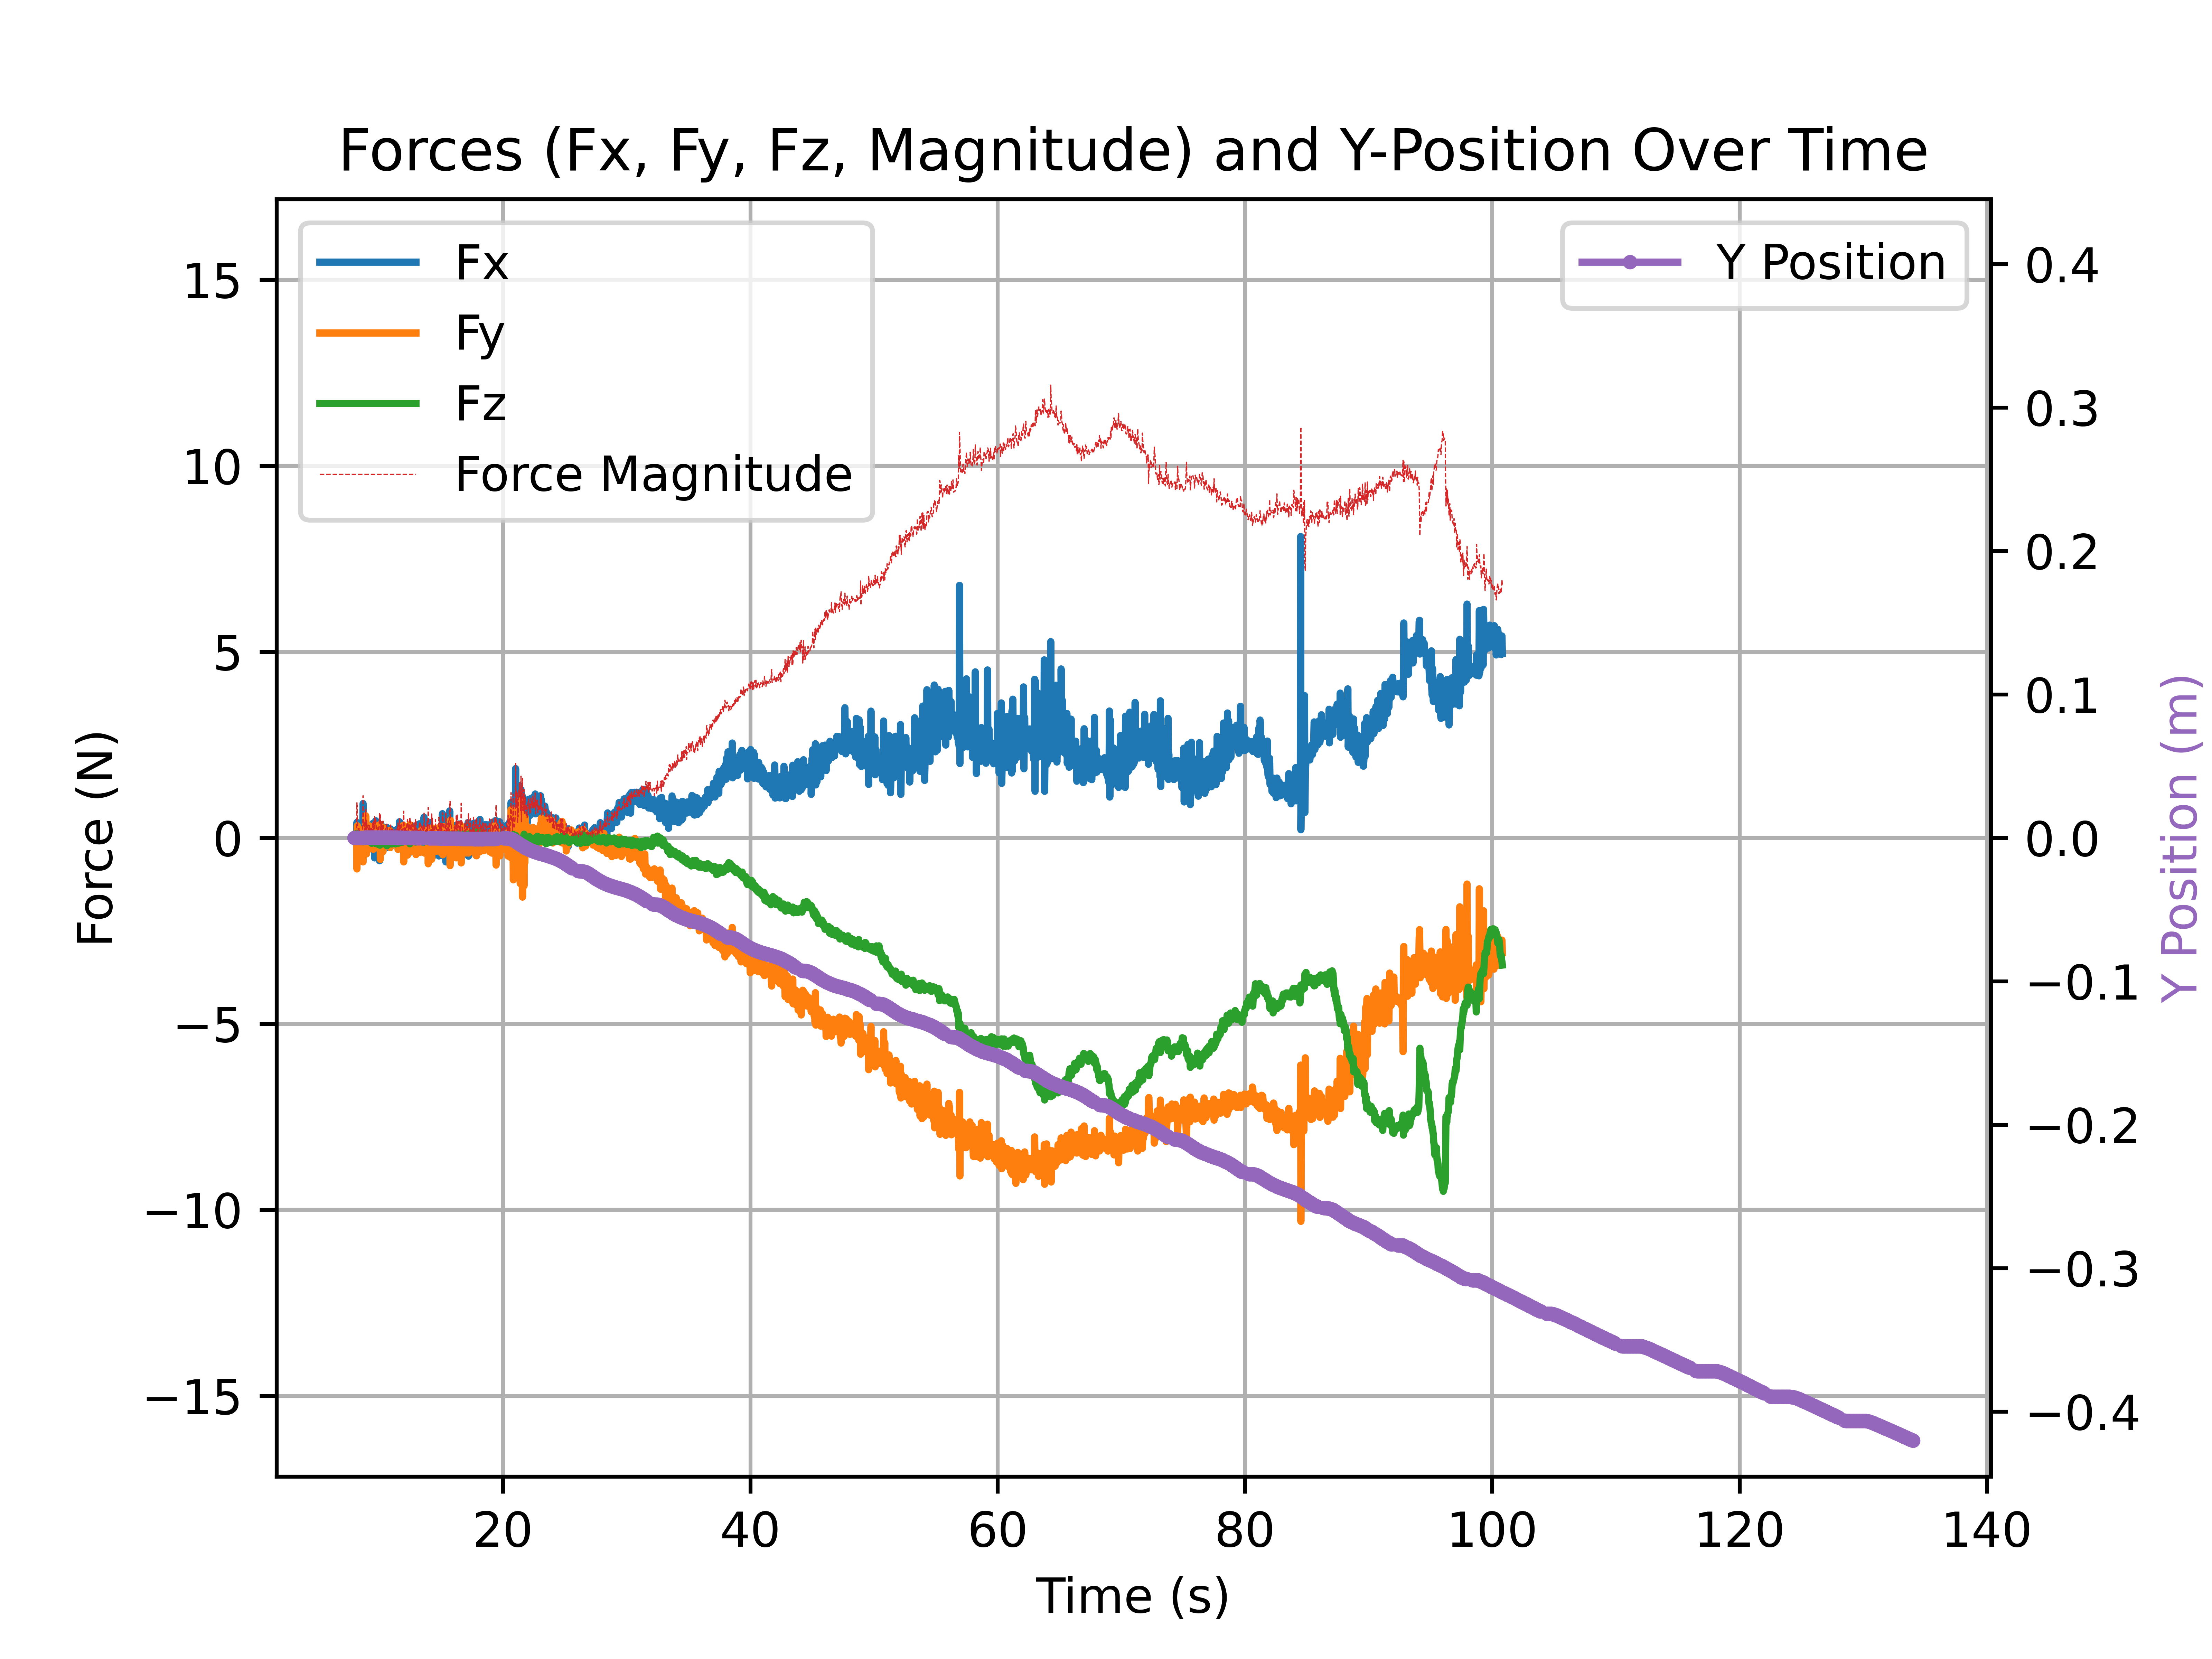 Forces (Fx, Fy, Fz, Magnitude) and Y-Position Over Time
Fx
Fy
Fz
Force Magnitude
Y Position
15
10
5
0
−5
−10
−15
Force (N)
0.4
0.3
0.2
0.1
0.0
−0.1
−0.2
−0.3
−0.4
Y Position (m)
20 40 60 80 100 120 140
Time (s)